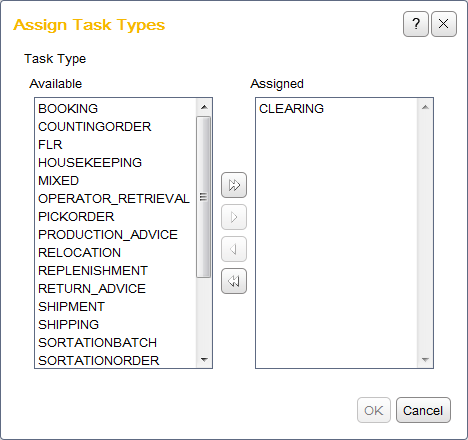 Assign Task Types
?
Task Type
Available
Assigned
BOOKING
COUNTINGORDER
FLR
HOUSEKEEPING
MIXED
OPERATOR_RETRIEVAL
PICKORDER
PRODUCTION_ADVICE
RELOCATION
REPLENISHMENT
RETURN_ADVICE
SHIPMENT
SHIPPING
SORTATIONBATCH
SORTATIONORDER
CLEARING
OK
Cancel